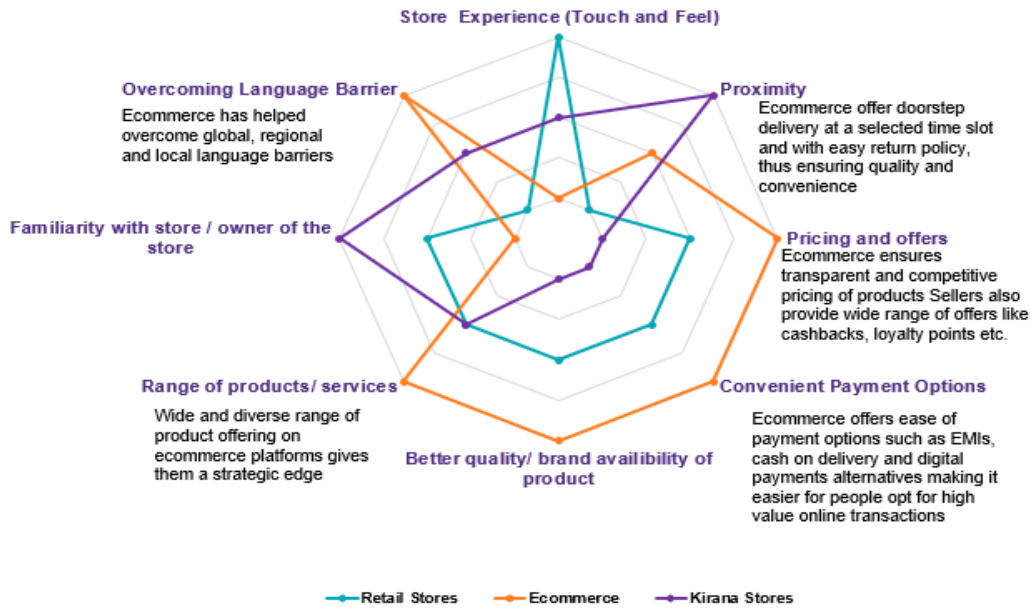 Store Experience (Touch and Feel)
Overcoming Language Barrier
Ecommerce has helped
overcome global, regional
and local language barriers
Proximity
Ecommerce offer doorstep
delivery at a selected time slot
and with easy return policy,
thus ensuring quality and
convenience
Familiarity with store / owner of the
store
Pricing and offers
Ecommerce ensures
transparent and competitive
pricing of products Sellers also
provide wide range of offers like
cashbacks, loyalty points etc.
Range of products/ services
Wide and diverse range of
product offering on
ecommerce platforms gives
them a strategic edge
Better quality/ brand availibility of
product
Convenient Payment Options
Ecommerce offers ease of
payment options such as EMIs,
cash on delivery and digital
payments alternatives making it
easier for people opt for high
value online transactions
Retail Stores
Ecommerce
Kirana Stores